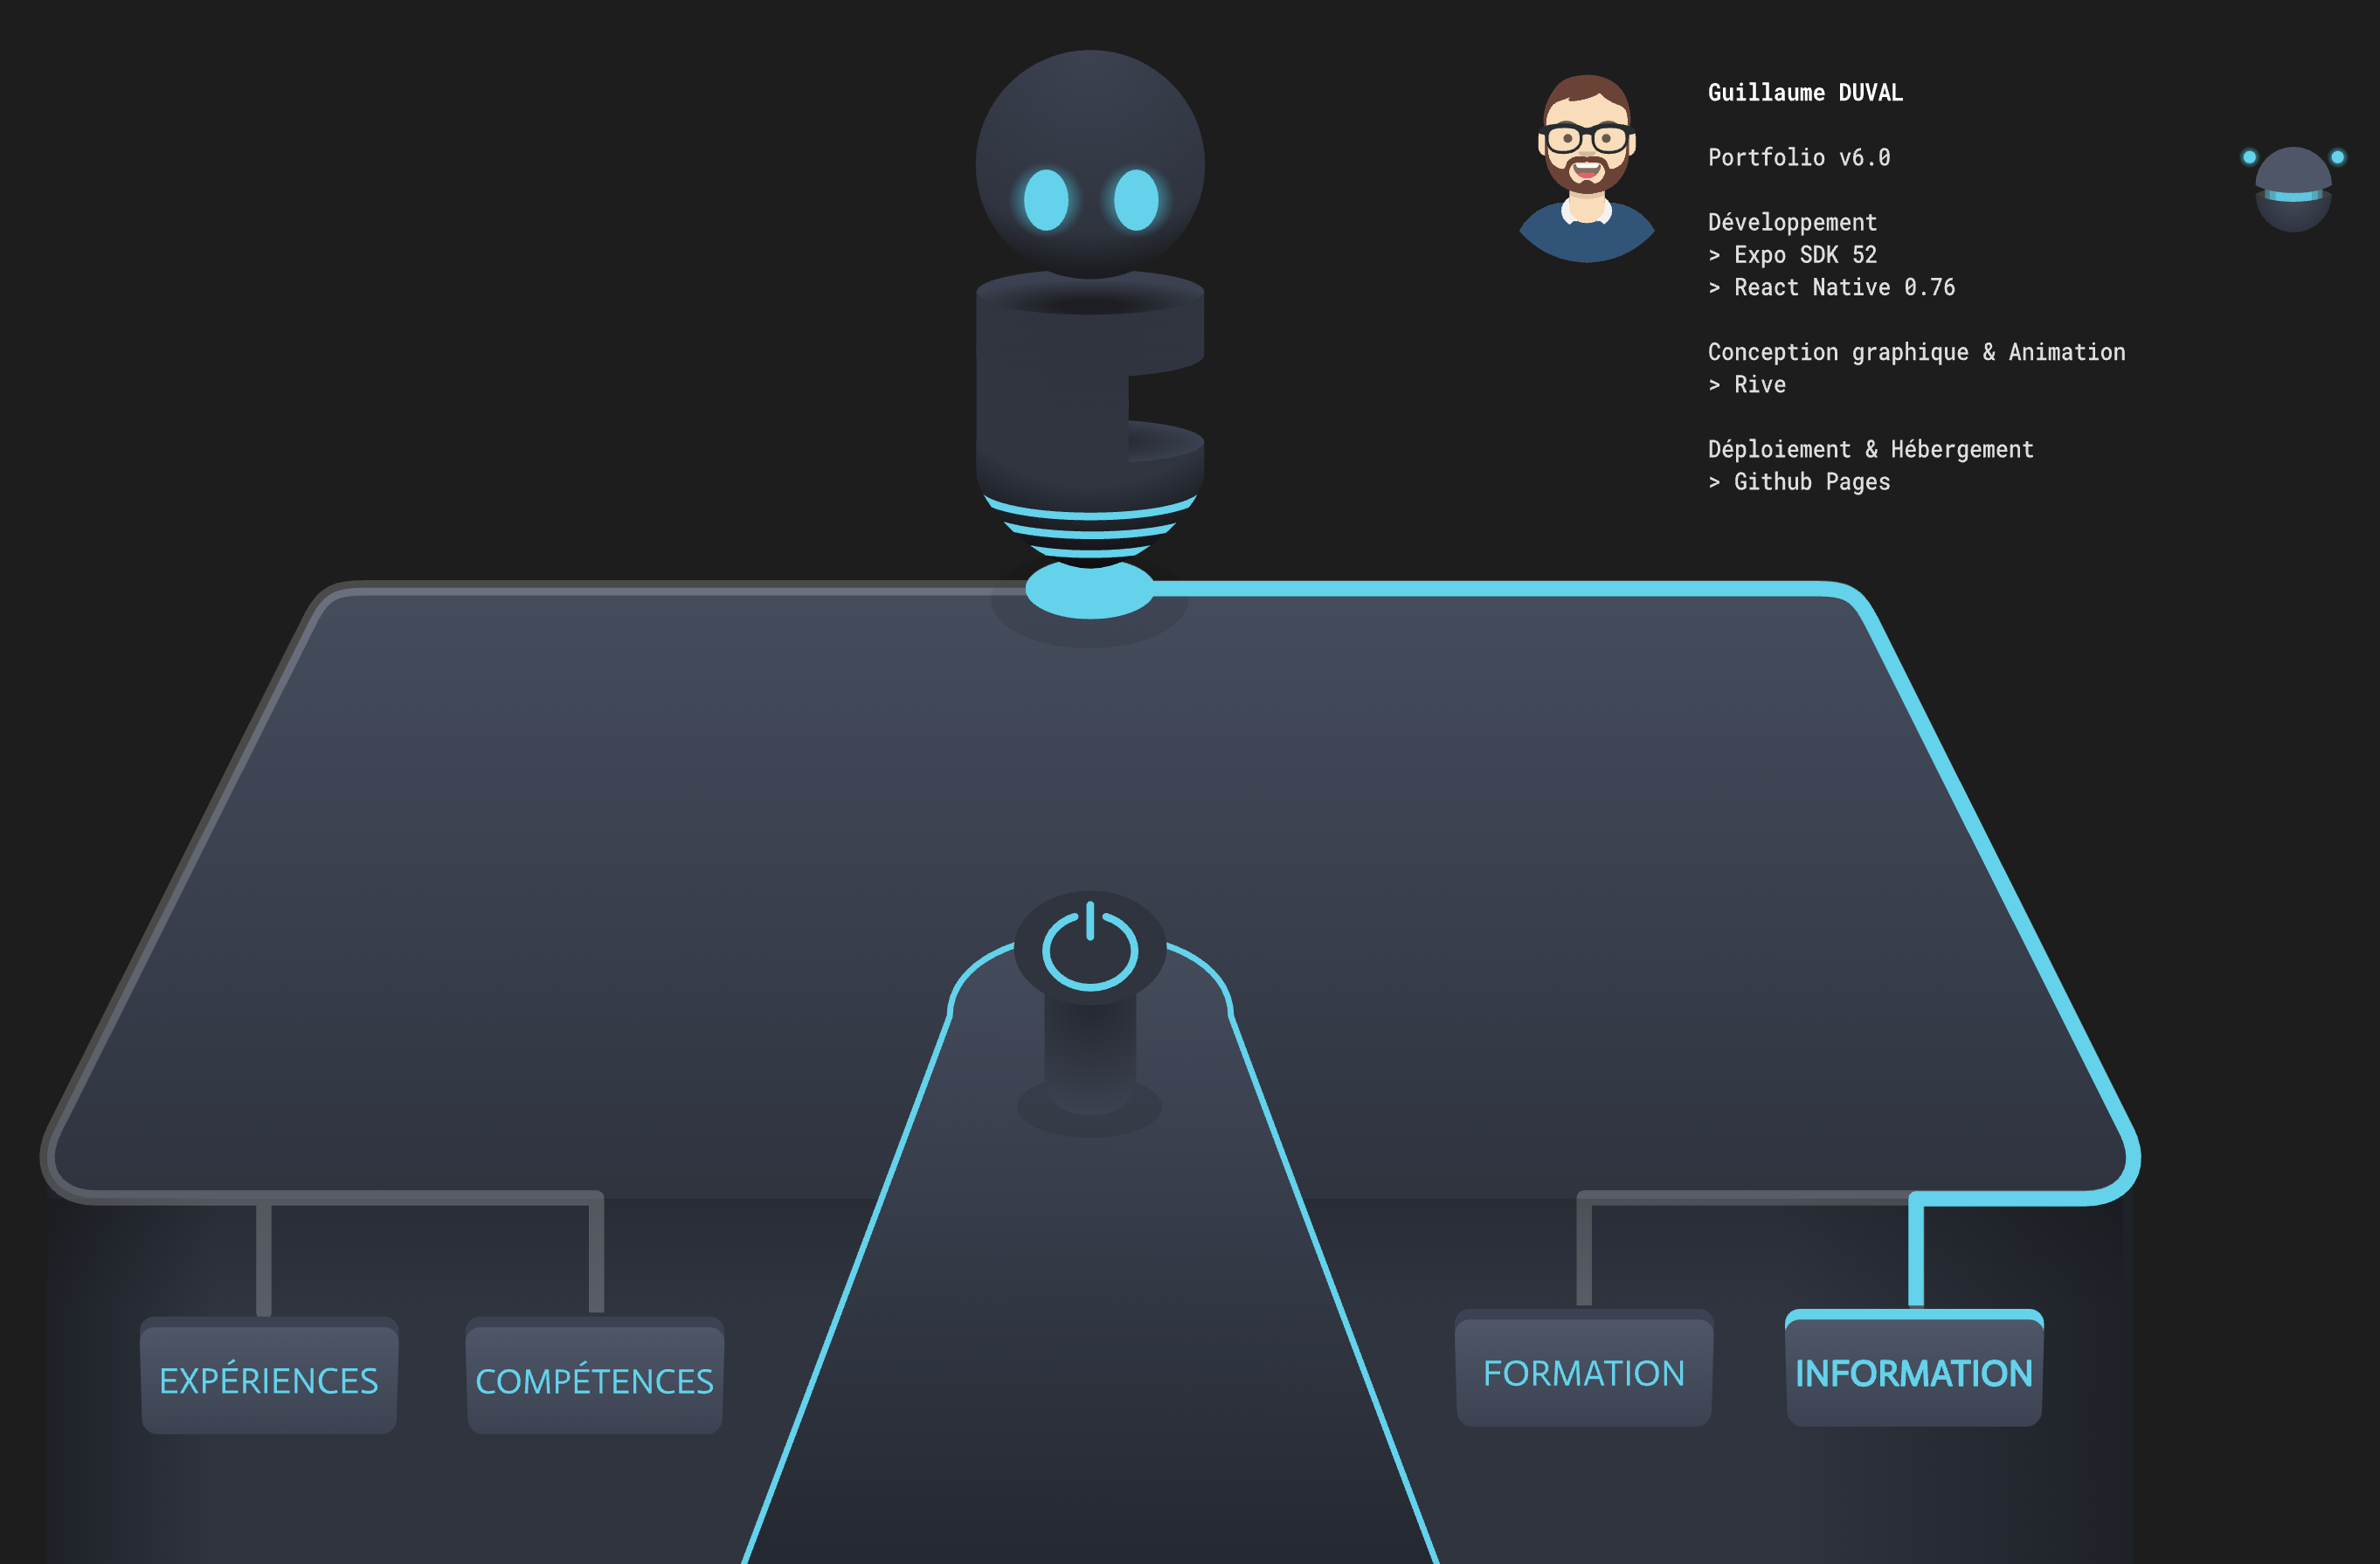 Guillaume DUVAL
Portfolio v6.0
Développement
> Expo SDK 52
> React Native 0.76
Conception graphique & Animation
> Rive
Déploiement & Hébergement
> Github Pages
EXPÉRIENCES
COMPÉTENCES
FORMATION
INFORMATION